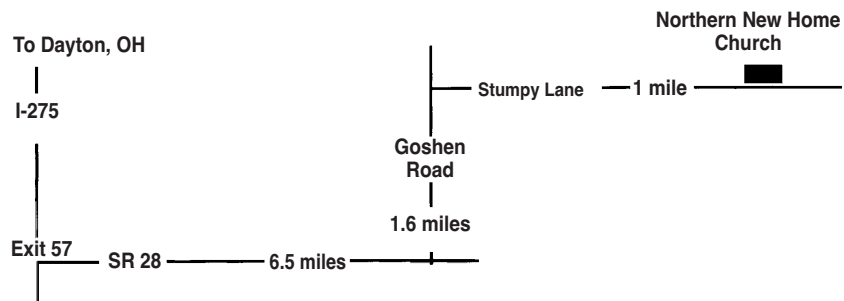 Northern New Home
Church
To Dayton, OH
Stumpy Lane 1 mile
I-275
Goshen
Road
1.6 miles
Exit 57
SR 28 6.5 miles